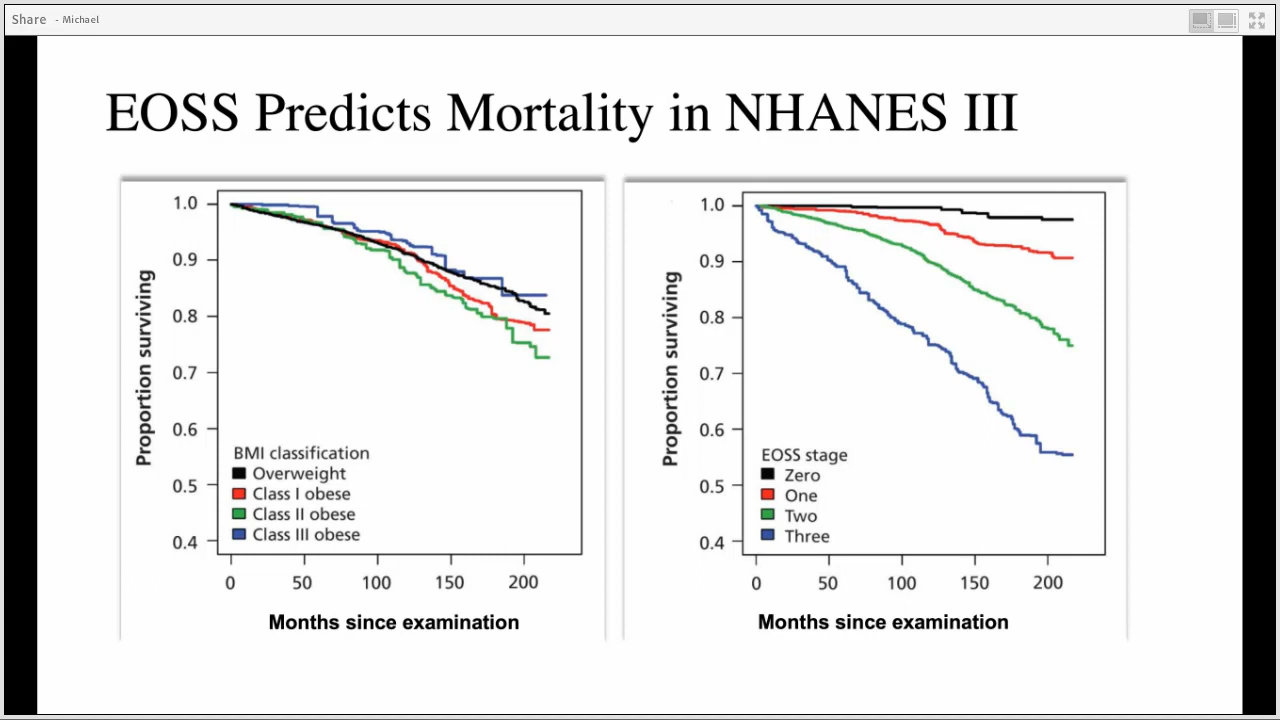 Share - Michael
EOSS Predicts Mortality in NHANES III
Proportion surviving
1.0
0.9
0.8
0.7
0.6
0.5
0.4
BMI classification
Overweight
Class I obese
Class II obese
Class III obese
0 50 100 150 200
Months since examination
Proportion surviving
1.0
0.9
0.8
0.7
0.6
0.5
0.4
EOSS stage
Zero
One
Two
Three
0 50 100 150 200
Months since examination